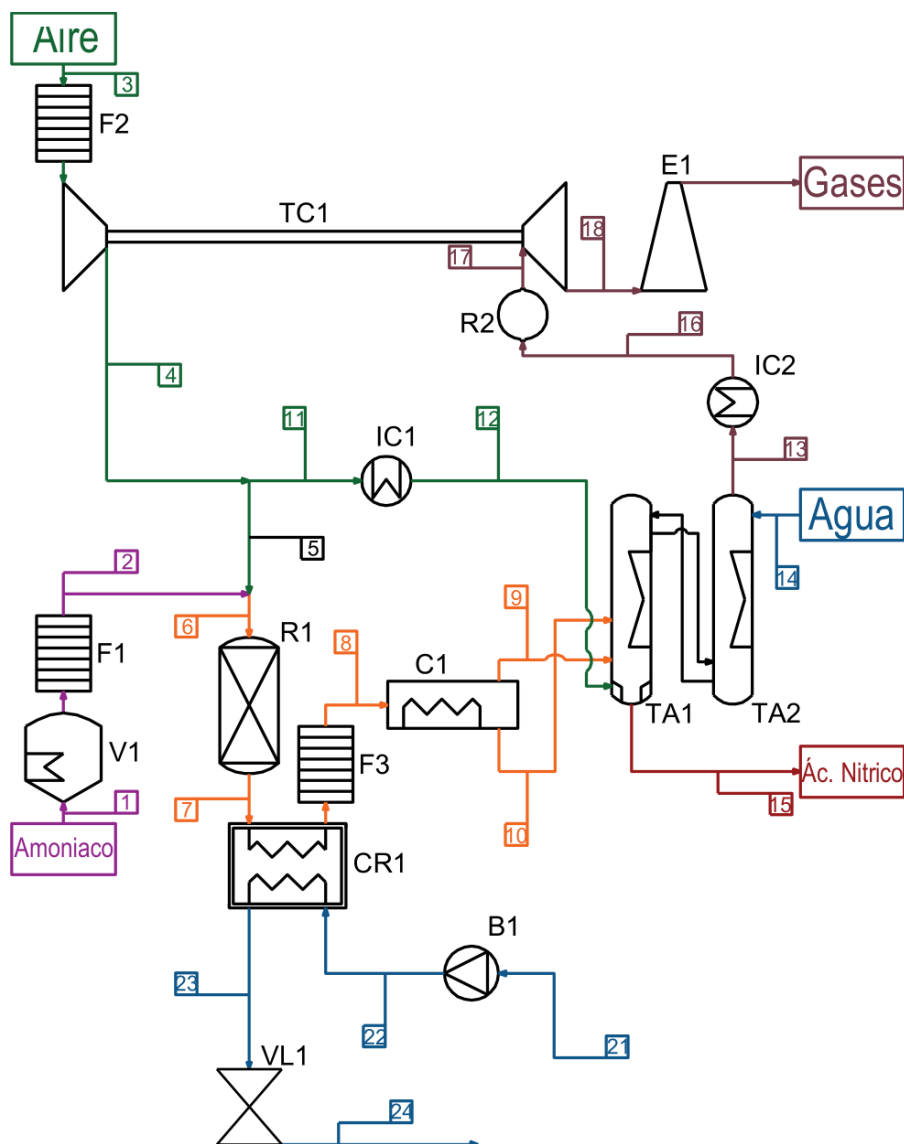 Aire
3
F2
E1
Gases
TC1
18
17
R2
16
4
IC2
11
IC1
12
13
Agua
5
14
2
6
R1
8
9
F1
C1
V1
F3
TA1
TA2
7
Ác. Nitrico
1
10
15
Amoniaco
CR1
B1
23
22
21
VL1
24